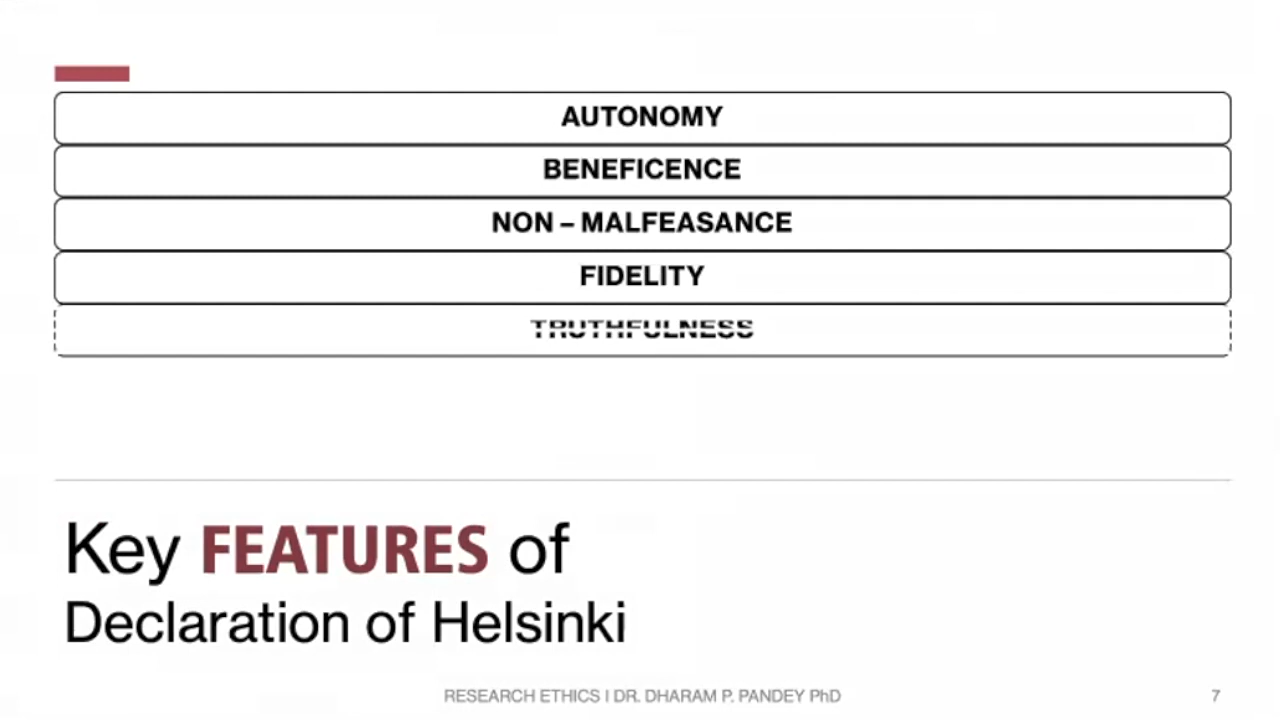 AUTONOMY
BENEFICENCE
NON – MALFEASANCE
FIDELITY
TRUTHFULNESS
Key FEATURES of
Declaration of Helsinki
RESEARCH ETHICS I DR. DHARAM P. PANDEY PhD
7